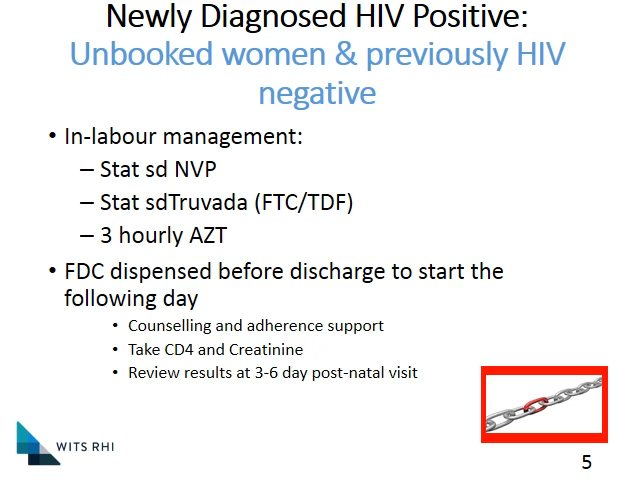 Newly Diagnosed HIV Positive:
Unbooked women & previously HIV
negative
• In-labour management:
– Stat sd NVP
– Stat sdTruvada (FTC/TDF)
– 3 hourly AZT
• FDC dispensed before discharge to start the
following day
• Counselling and adherence support
• Take CD4 and Creatinine
• Review results at 3-6 day post-natal visit
WITS RHI
5